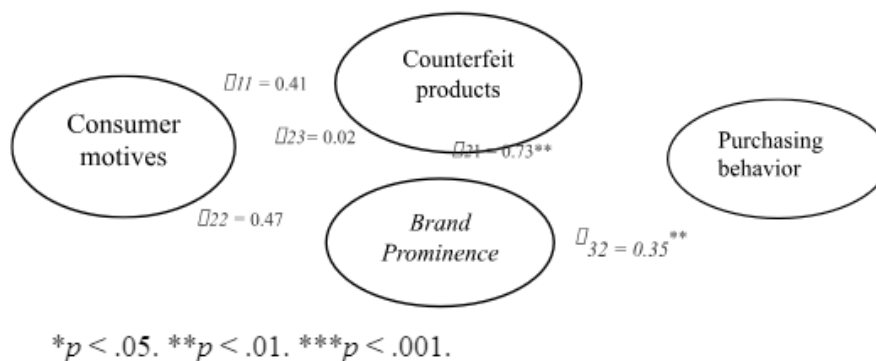 Counterfeit
products
▯11 = 0.41
Consumer
motives
▯23= 0.02
▯21 = 0.73**
Purchasing
behavior
▯22 = 0.47
Brand
Prominence
▯32 = 0.35**
*p < .05. **p < .01. ***p < .001.